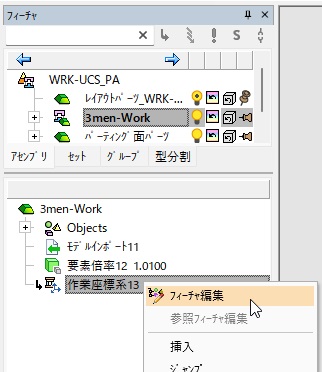 フィーチャ
WRK-UCS_PA
レイアウトパーツ_WRK-...
3men-Work
パーティング面パーツ
アセンブリ セット グループ 型分割
3men-Work
Objects
モデルインポート11
要素倍率12 1.0100
作業座標系13
フィーチャ編集
参照フィーチャ編集
挿入
ジャンプ